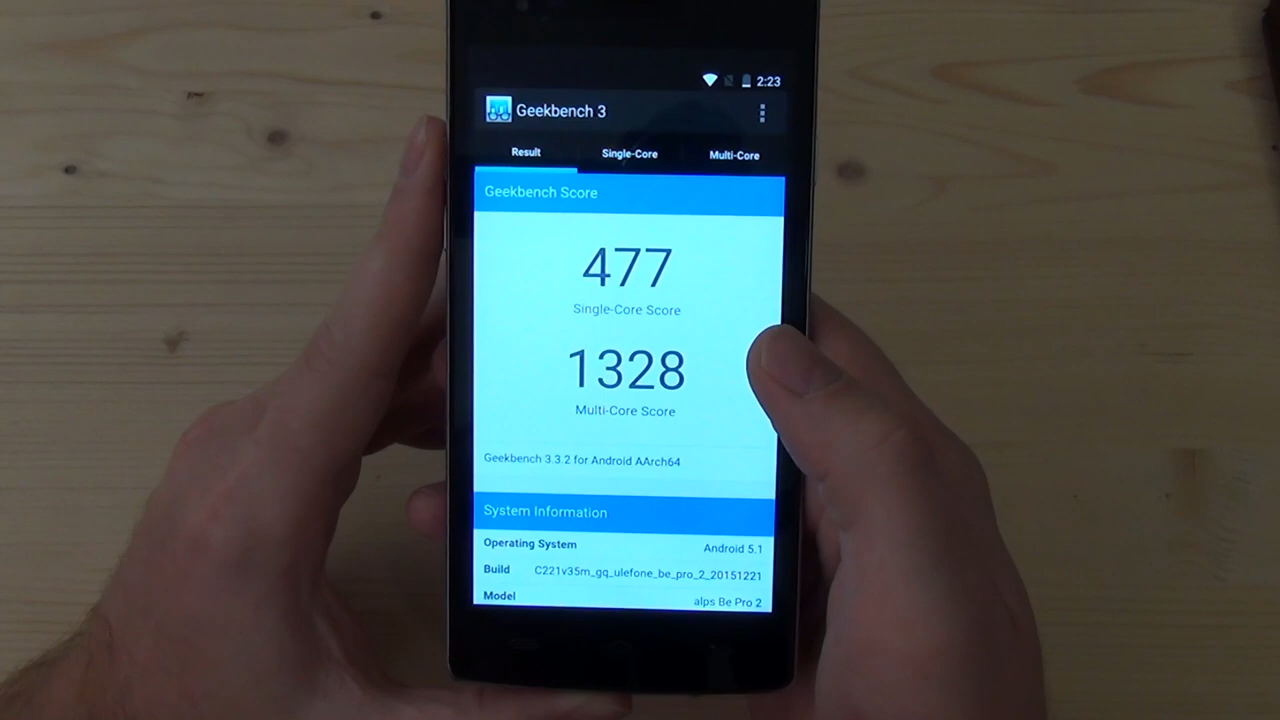 2:23
Geekbench 3
Result Single-Core Multi-Core
Geekbench Score
477
Single-Core Score
1328
Multi-Core Score
Geekbench 3.3.2 for Android AArch64
System Information
Operating System Android 5.1
Build C221v35m_gq_ulefone_be_pro_2_20151221
Model alps Be Pro 2